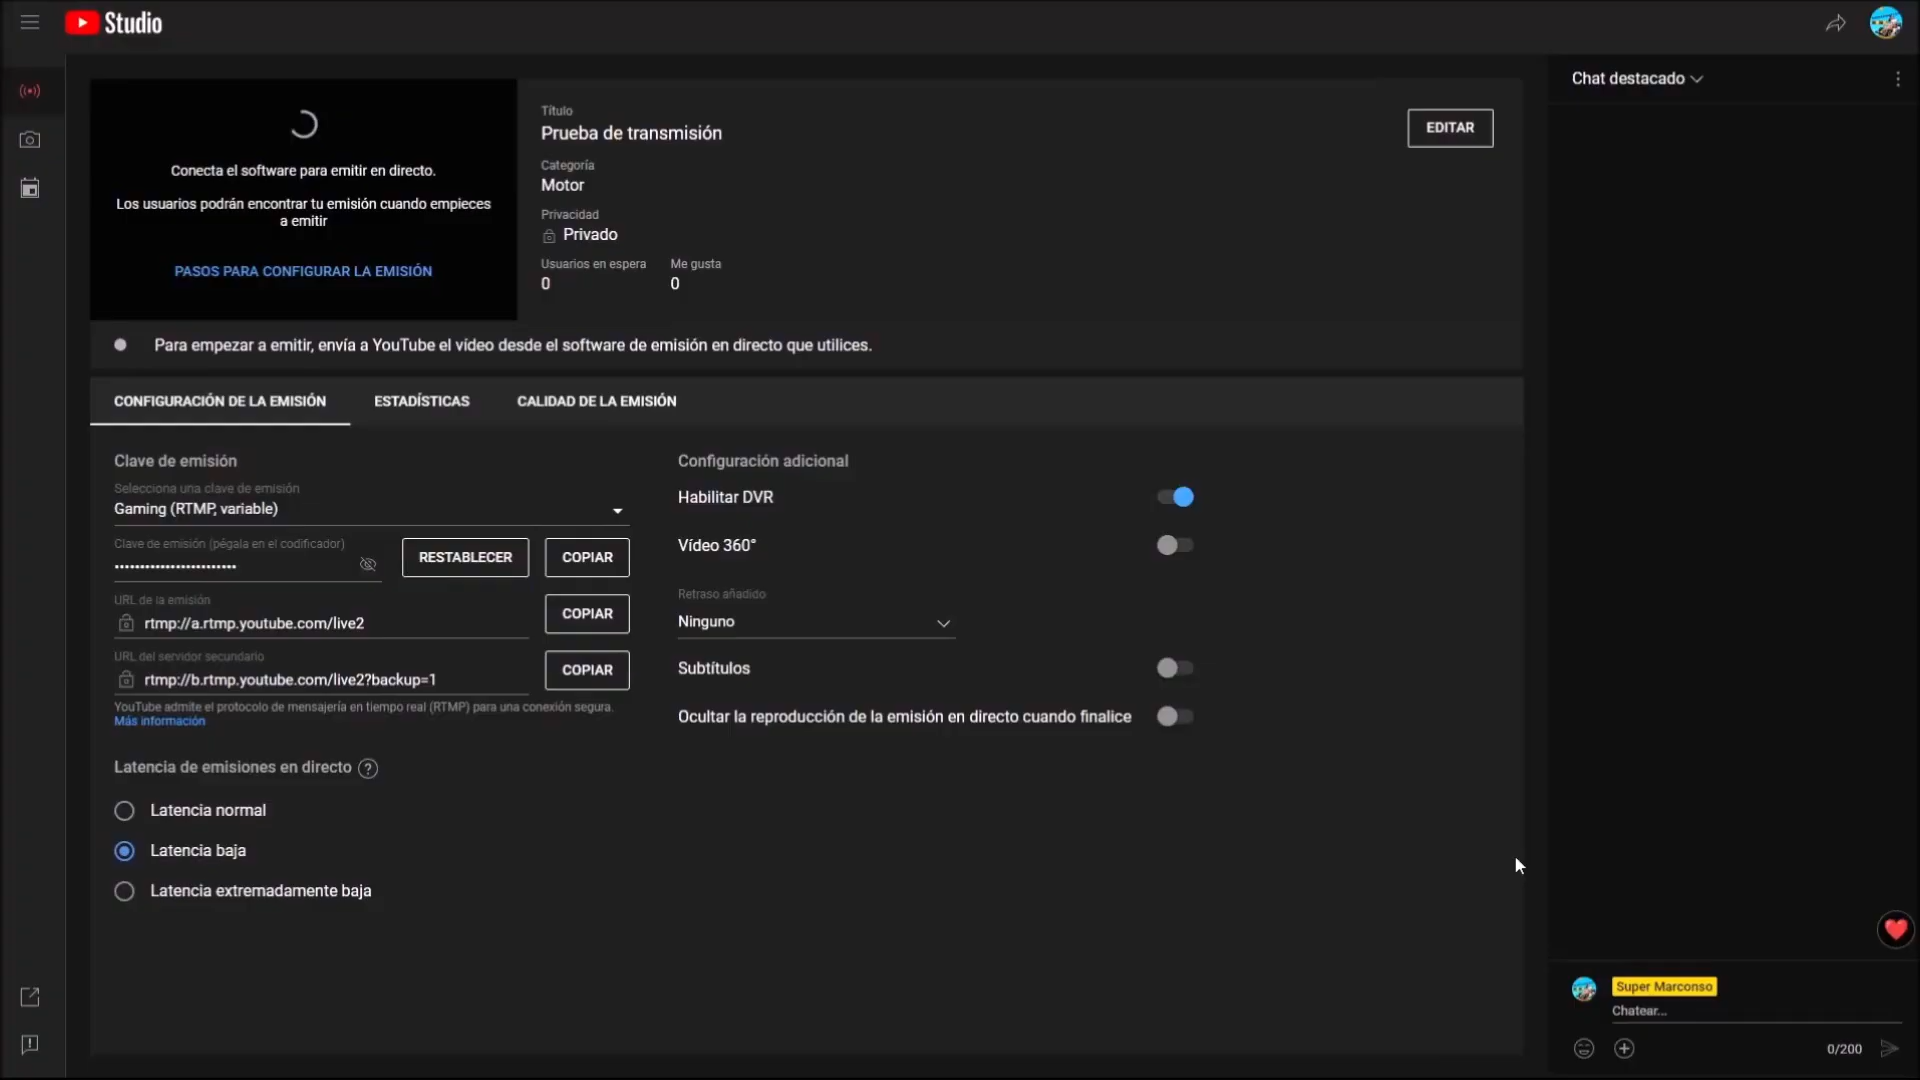 Studio
Chat destacado
Conecta el software para emitir en directo.
Los usuarios podrán encontrar tu emisión cuando empieces
a emitir
PASOS PARA CONFIGURAR LA EMISIÓN
Título
Prueba de transmisión
EDITAR
Categoría
Motor
Privacidad
Privado
Usuarios en espera
Me gusta
0
0
Para empezar a emitir, envía a YouTube el vídeo desde el software de emisión en directo que utilices.
CONFIGURACIÓN DE LA EMISIÓN
ESTADÍSTICAS
CALIDAD DE LA EMISIÓN
Clave de emisión
Selecciona una clave de emisión
Gaming (RTMP, variable)
Clave de emisión (pégala en el codificador)
••••••••••••••••••••••••
RESTABLECER
COPIAR
URL de la emisión
rtmp://a.rtmp.youtube.com/live2
COPIAR
URL del servidor secundario
rtmp://b.rtmp.youtube.com/live2?backup=1
COPIAR
YouTube admite el protocolo de mensajería en tiempo real (RTMP) para una conexión segura.
Más información
Latencia de emisiones en directo ?
Latencia normal
Latencia baja
Latencia extremadamente baja
Configuración adicional
Habilitar DVR
Vídeo 360°
Retraso añadido
Ninguno
Subtítulos
Ocultar la reproducción de la emisión en directo cuando finalice
Super Marconso
Chatear...
0/200